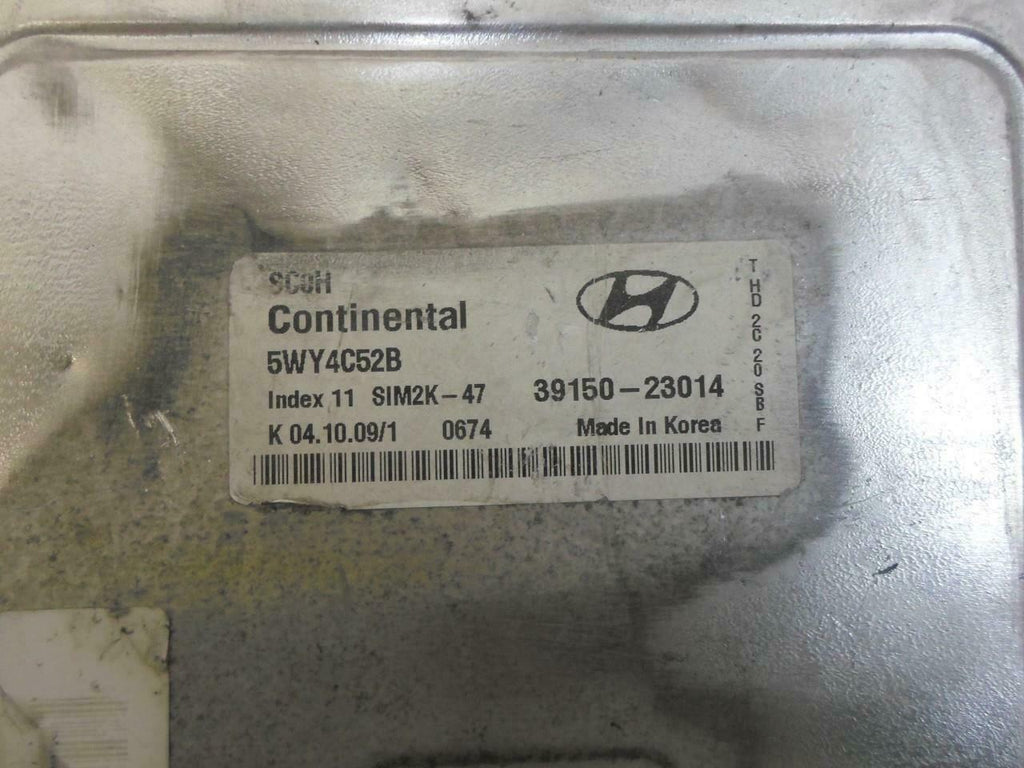 9C0H
Continental
5WY4C52B
Index 11 SIM2K-47
39150-23014
K 04.10.09/1 0674
Made In Korea
THD 2C 20 SB F